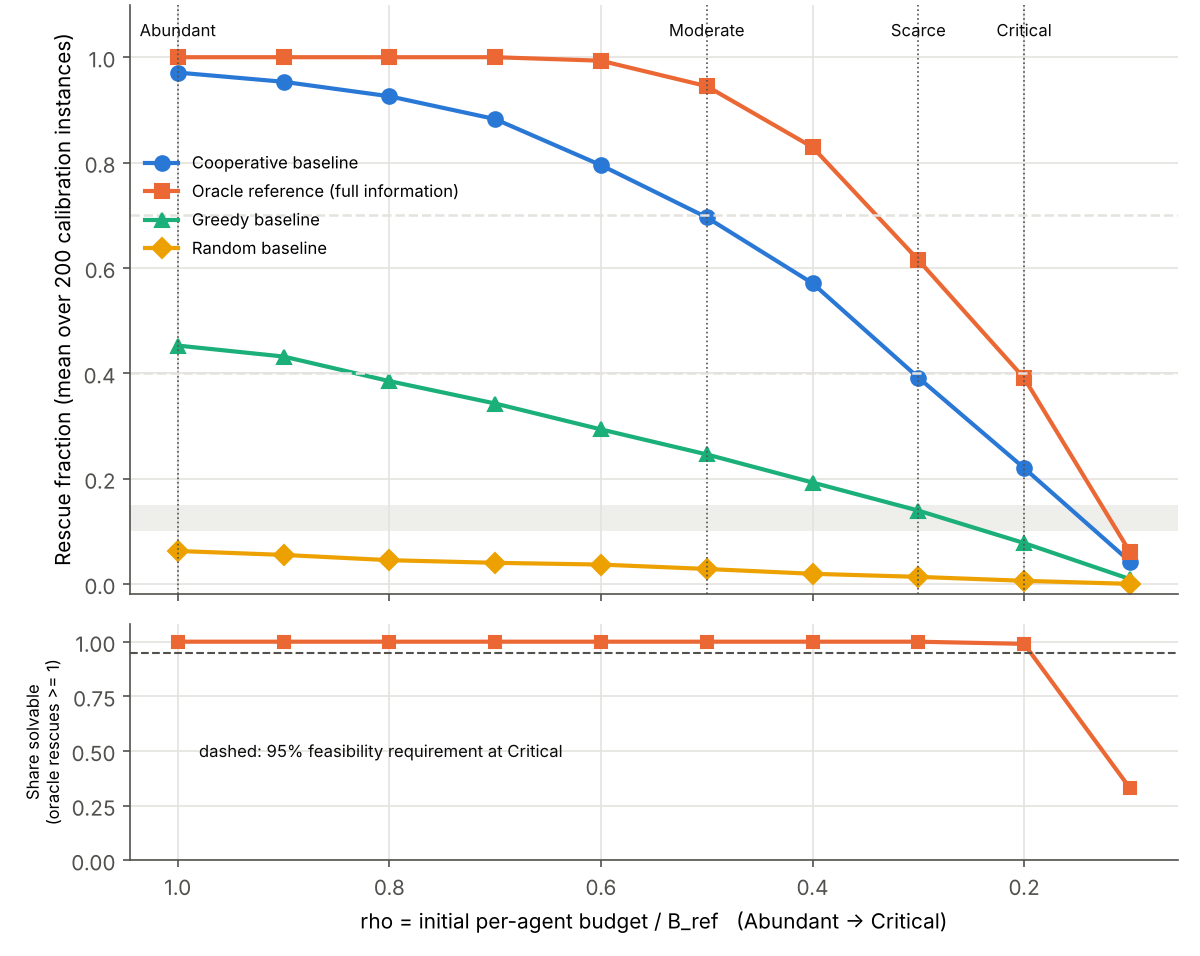 Abundant
Moderate
Scarce
Critical
Rescue fraction (mean over 200 calibration instances)
1.0
0.8
0.6
0.4
0.2
0.0
Cooperative baseline
Oracle reference (full information)
Greedy baseline
Random baseline
Share solvable
(oracle rescues >= 1)
1.00
0.75
0.50
0.25
0.00
dashed: 95% feasibility requirement at Critical
1.0
0.8
0.6
0.4
0.2
rho = initial per-agent budget / B_ref (Abundant → Critical)